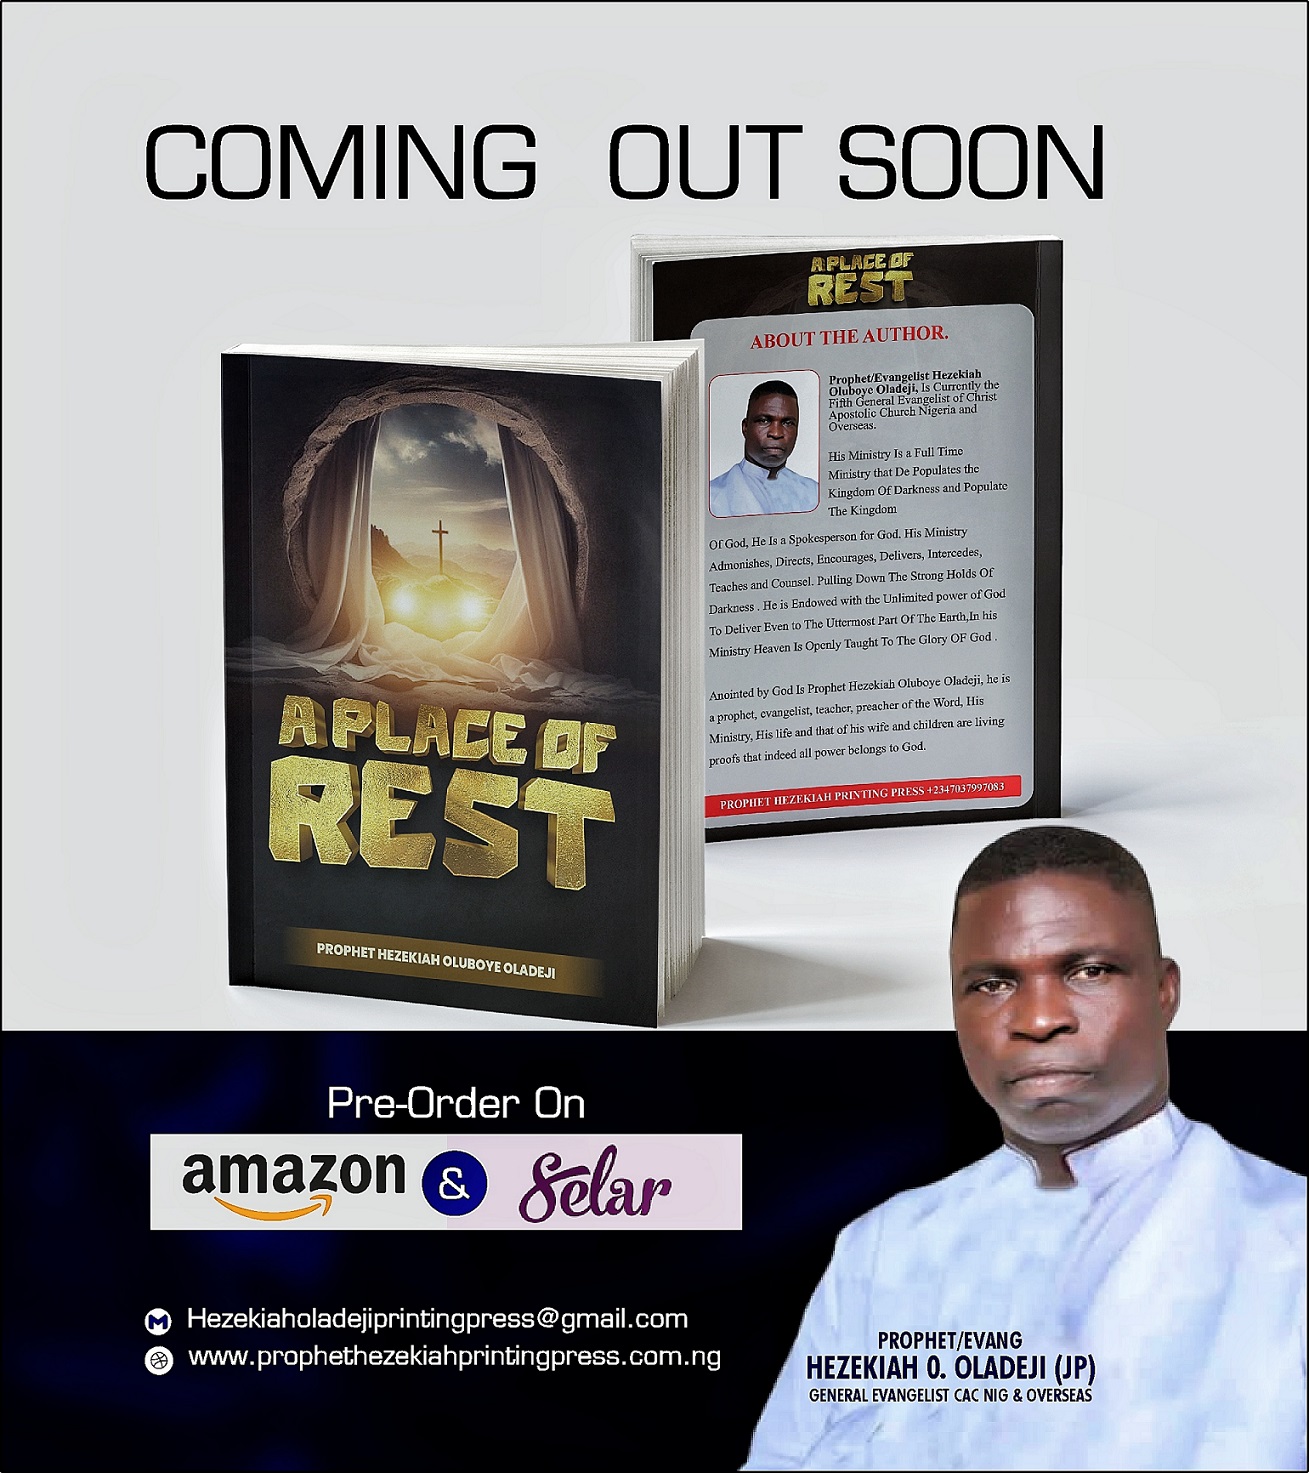 COMING OUT SOON
A PLACE OF
REST
ABOUT THE AUTHOR.
Prophet/Evangelist Hezekiah
Oluboye Oladeji, Is Currently the
Fifth General Evangelist of Christ
Apostolic Church Nigeria and
Overseas.
His Ministry Is a Full Time
Ministry that De Populates the
Kingdom Of Darkness and Populate
The Kingdom
Of God, He Is a Spokesperson for God. His Ministry
Admonishes, Directs, Encourages, Delivers, Intercedes,
Teaches and Counsel. Pulling Down The Strong Holds Of
Darkness . He is Endowed with the Unlimited power of God
To Deliver Even to The Uttermost Part Of The Earth,In his
Ministry Heaven Is Openly Taught To The Glory OF God .
Anointed by God Is Prophet Hezekiah Oluboye Oladeji, he is
a prophet, evangelist, teacher, preacher of the Word, His
Ministry, His life and that of his wife and children are living
proofs that indeed all power belongs to God.
PROPHET HEZEKIAH PRINTING PRESS +2347037997083
A PLACE OF
REST
PROPHET HEZEKIAH OLUBOYE OLADEJI
Pre-Order On
amazon & Selar
Hezekiaholadejiprintingpress@gmail.com
www.prophethezekiahprintingpress.com.ng
PROPHET/EVANG
HEZEKIAH O. OLADEJI (JP)
GENERAL EVANGELIST CAC NIG & OVERSEAS